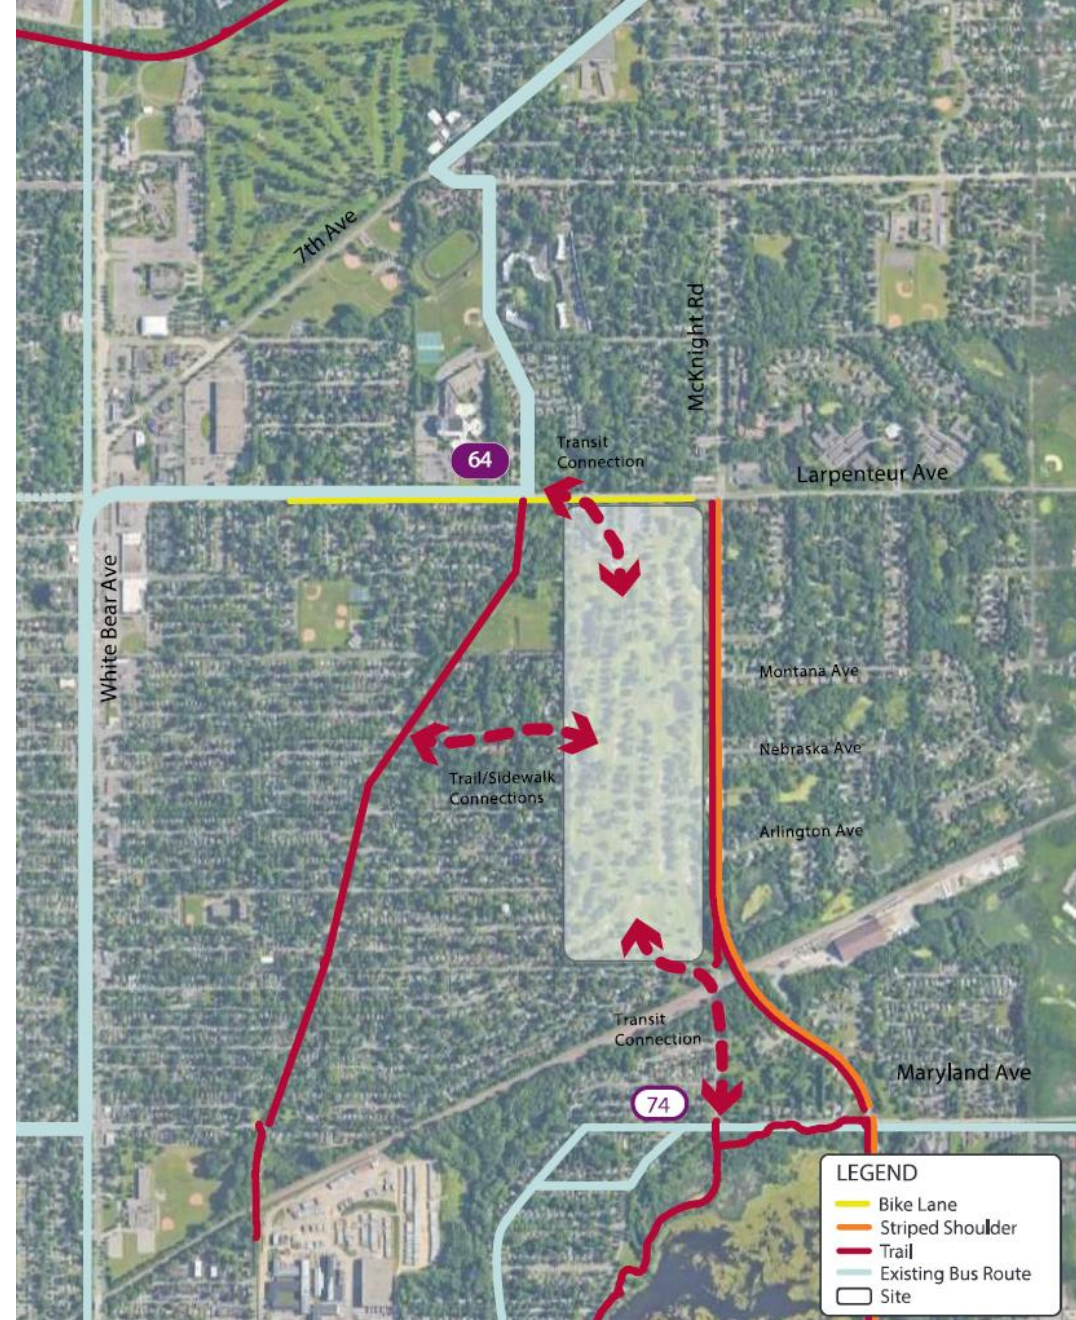 7th Ave
McKnight Rd
64
Transit
Connection
Larpenteur Ave
White Bear Ave
Montana Ave
Nebraska Ave
Trail/Sidewalk
Connections
Arlington Ave
Transit
Connection
Maryland Ave
74
LEGEND
Bike Lane
Striped Shoulder
Trail
Existing Bus Route
Site